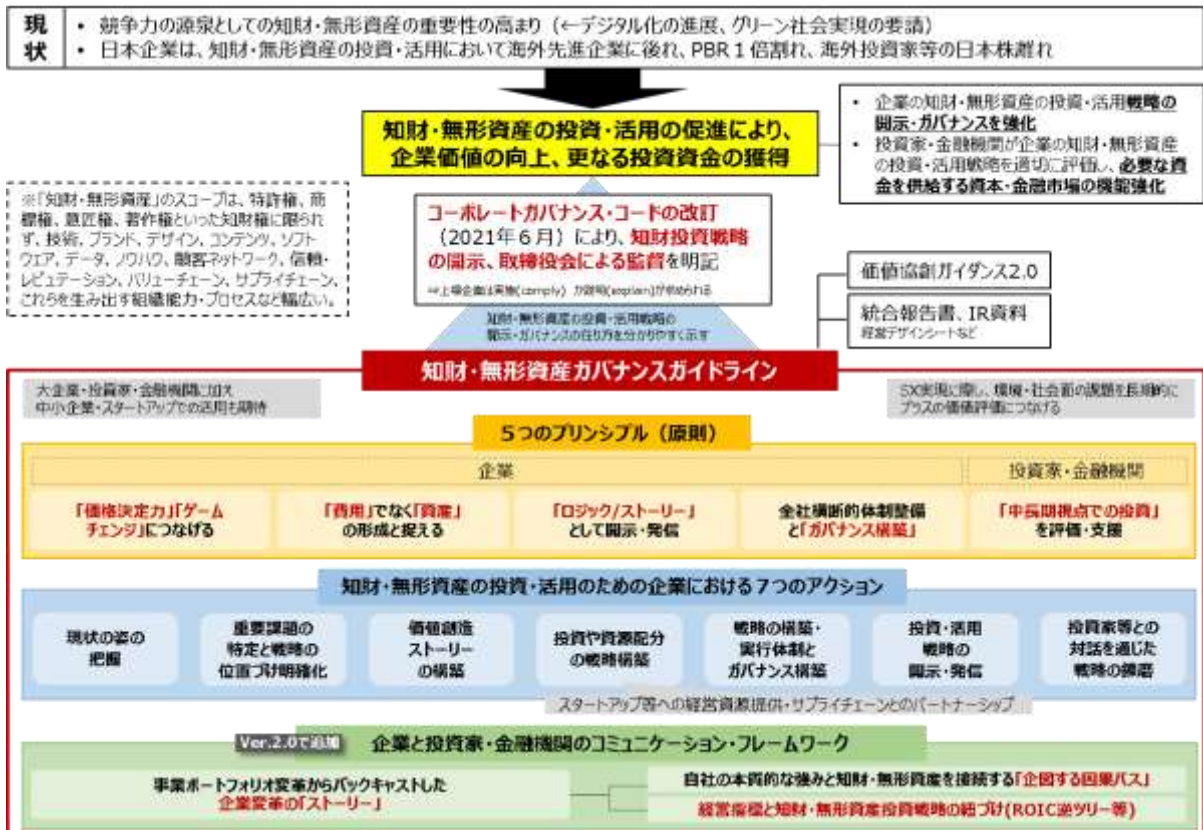 現状
・ 競争力の源泉としての知財・無形資産の重要性の高まり（←デジタル化の進展、グリーン社会実現の要請）
・ 日本企業は、知財・無形資産の投資・活用において海外先進企業に後れ、PBR１倍割れ、海外投資家等の日本株離れ
知財・無形資産の投資・活用の促進により、
企業価値の向上、更なる投資資金の獲得
・ 企業の知財・無形資産の投資・活用戦略の
開示・ガバナンスを強化
・ 投資家・金融機関が企業の知財・無形資産
の投資・活用戦略を適切に評価し、必要な資
金を供給する資本・金融市場の機能強化
※「知財・無形資産」のスコープは、特許権、商
標権、意匠権、著作権といった知財権に限られ
ず、技術、ブランド、デザイン、コンテンツ、ソフト
ウェア、データ、ノウハウ、顧客ネットワーク、信頼・
レピュテーション、バリューチェーン、サプライチェーン、
これらを生み出す組織能力・プロセスなど幅広い。
コーポレートガバナンス・コードの改訂
（2021年６月）により、知財投資戦略
の開示、取締役会による監督を明記
⇒上場企業は実施(comply) か説明(explain)が求められる
知財・無形資産の投資・活用戦略の
開示・ガバナンスの在り方を分かりやすく示す
価値協創ガイダンス2.0
統合報告書、IR資料
経営デザインシートなど
知財・無形資産ガバナンスガイドライン
大企業・投資家・金融機関に加え
中小企業・スタートアップでの活用も期待
SX実現に際し、環境・社会面の課題を長期的に
プラスの価値評価につなげる
５つのプリンシプル（原則）
企業
投資家・金融機関
「価格決定力」「ゲーム
チェンジ」につなげる
「費用」でなく「資産」
の形成と捉える
「ロジック/ストーリー」
として開示・発信
全社横断的体制整備
と「ガバナンス構築」
「中長期視点での投資」
を評価・支援
知財・無形資産の投資・活用のための企業における７つのアクション
現状の姿の
把握
重要課題の
特定と戦略の
位置づけ明確化
価値創造
ストーリー
の構築
投資や資源配分
の戦略構築
戦略の構築・
実行体制と
ガバナンス構築
投資・活用
戦略の
開示・発信
投資家等との
対話を通じた
戦略の錬磨
スタートアップ等への経営資源提供・サプライチェーンとのパートナーシップ
Ver.2.0で追加
企業と投資家・金融機関のコミュニケーション・フレームワーク
事業ポートフォリオ変革からバックキャストした
企業変革の「ストーリー」
自社の本質的な強みと知財・無形資産を接続する「企図する因果パス」
経営指標と知財・無形資産投資戦略の紐づけ(ROIC逆ツリー等)